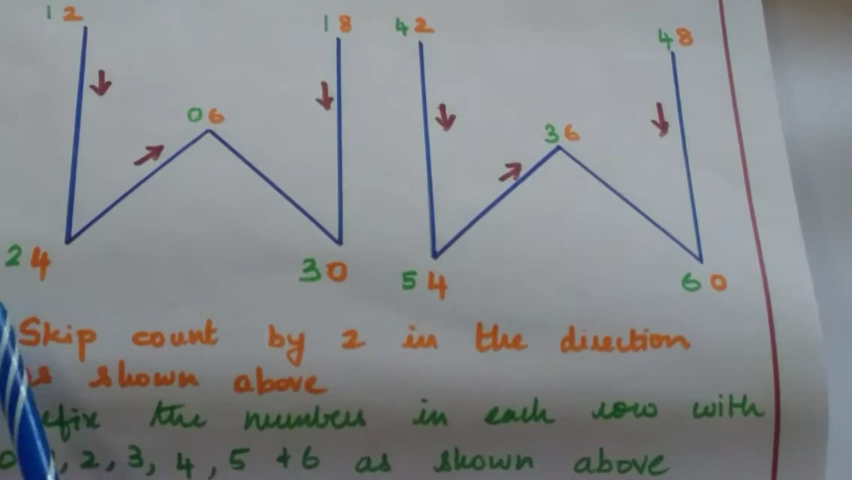 12 18 42 48
06 36
24 30 54 60
Skip count by 2 in the direction
shown above
the numbers in each row with
2, 3, 4, 5 & 6 as shown above